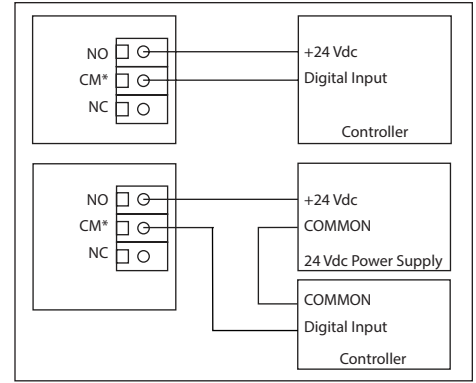 NO
CM*
NC
+24 Vdc
Digital Input
Controller
NO
CM*
NC
+24 Vdc
COMMON
24 Vdc Power Supply
COMMON
Digital Input
Controller